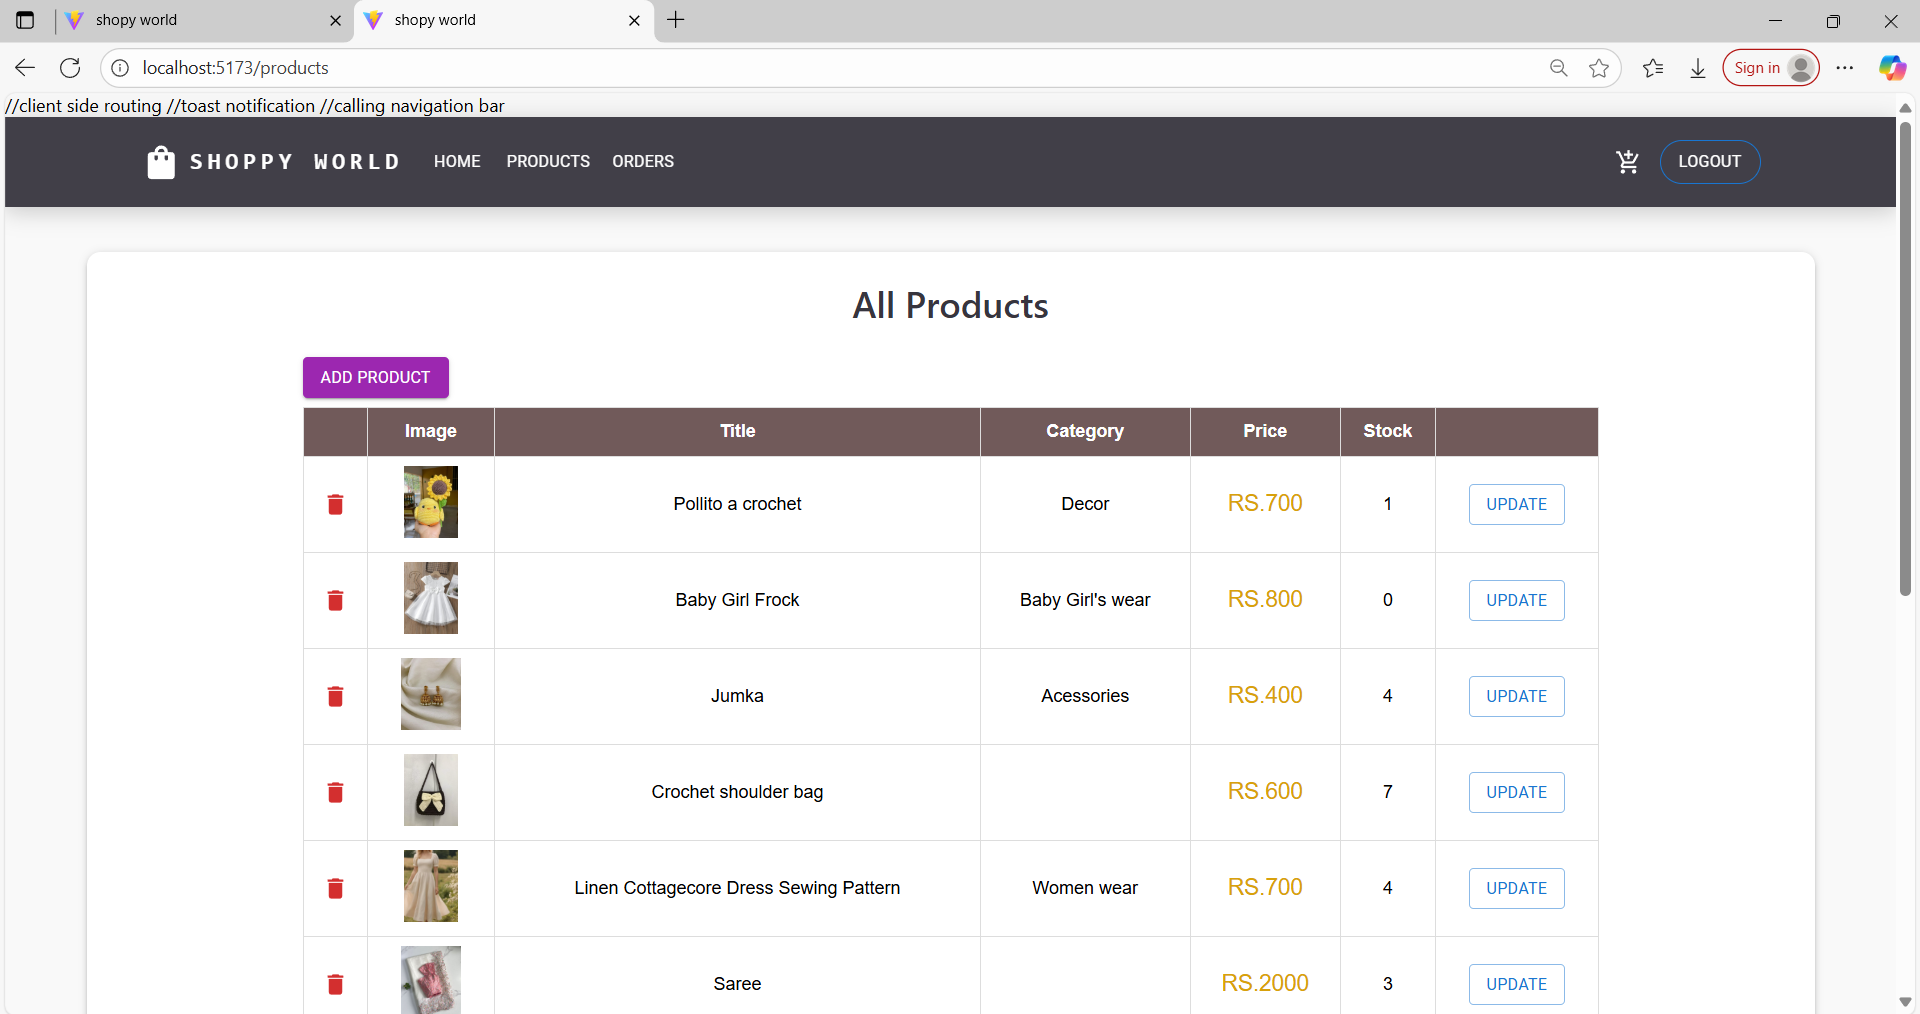 shopy world
shopy world
localhost:5173/products
Sign in
//client side routing //toast notification //calling navigation bar
SHOPPY WORLD HOME PRODUCTS ORDERS LOGOUT
All Products
ADD PRODUCT
Image Title Category Price Stock
Pollito a crochet Decor RS.700 1 UPDATE
Baby Girl Frock Baby Girl's wear RS.800 0 UPDATE
Jumka Acessories RS.400 4 UPDATE
Crochet shoulder bag RS.600 7 UPDATE
Linen Cottagecore Dress Sewing Pattern Women wear RS.700 4 UPDATE
Saree RS.2000 3 UPDATE